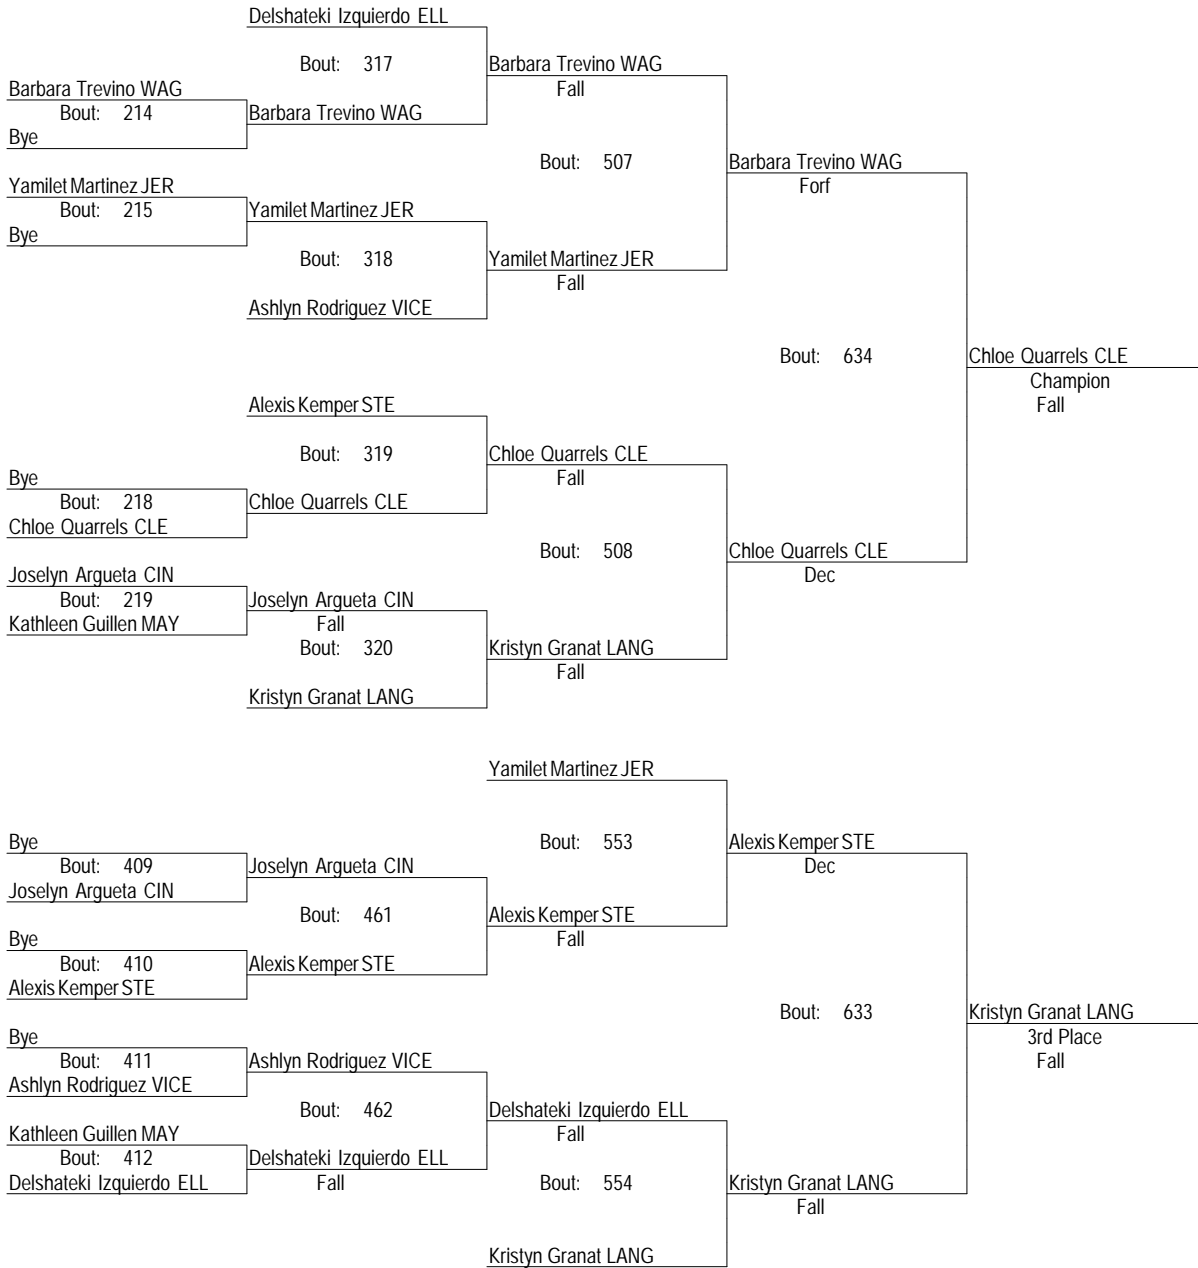 Delshateki Izquierdo ELL
Bout: 317
Barbara Trevino WAG
Fall
Barbara Trevino WAG
Bout: 214
Barbara Trevino WAG
Bye
Bout: 507
Barbara Trevino WAG
Forf
Yamilet Martinez JER
Bout: 215
Yamilet Martinez JER
Bye
Bout: 318
Yamilet Martinez JER
Fall
Ashlyn Rodriguez VICE
Bout: 634
Chloe Quarrels CLE
Champion
Fall
Alexis Kemper STE
Bout: 319
Chloe Quarrels CLE
Fall
Bye
Bout: 218
Chloe Quarrels CLE
Chloe Quarrels CLE
Bout: 508
Chloe Quarrels CLE
Dec
Joselyn Argueta CIN
Bout: 219
Joselyn Argueta CIN
Fall
Kathleen Guillen MAY
Bout: 320
Kristyn Granat LANG
Fall
Kristyn Granat LANG
Yamilet Martinez JER
Bye
Bout: 553
Alexis Kemper STE
Dec
Bout: 409
Joselyn Argueta CIN
Joselyn Argueta CIN
Bout: 461
Alexis Kemper STE
Fall
Bye
Bout: 410
Alexis Kemper STE
Alexis Kemper STE
Bout: 633
Kristyn Granat LANG
3rd Place
Fall
Bye
Bout: 411
Ashlyn Rodriguez VICE
Ashlyn Rodriguez VICE
Bout: 462
Delshateki Izquierdo ELL
Fall
Kathleen Guillen MAY
Bout: 412
Delshateki Izquierdo ELL
Fall
Delshateki Izquierdo ELL
Bout: 554
Kristyn Granat LANG
Fall
Kristyn Granat LANG